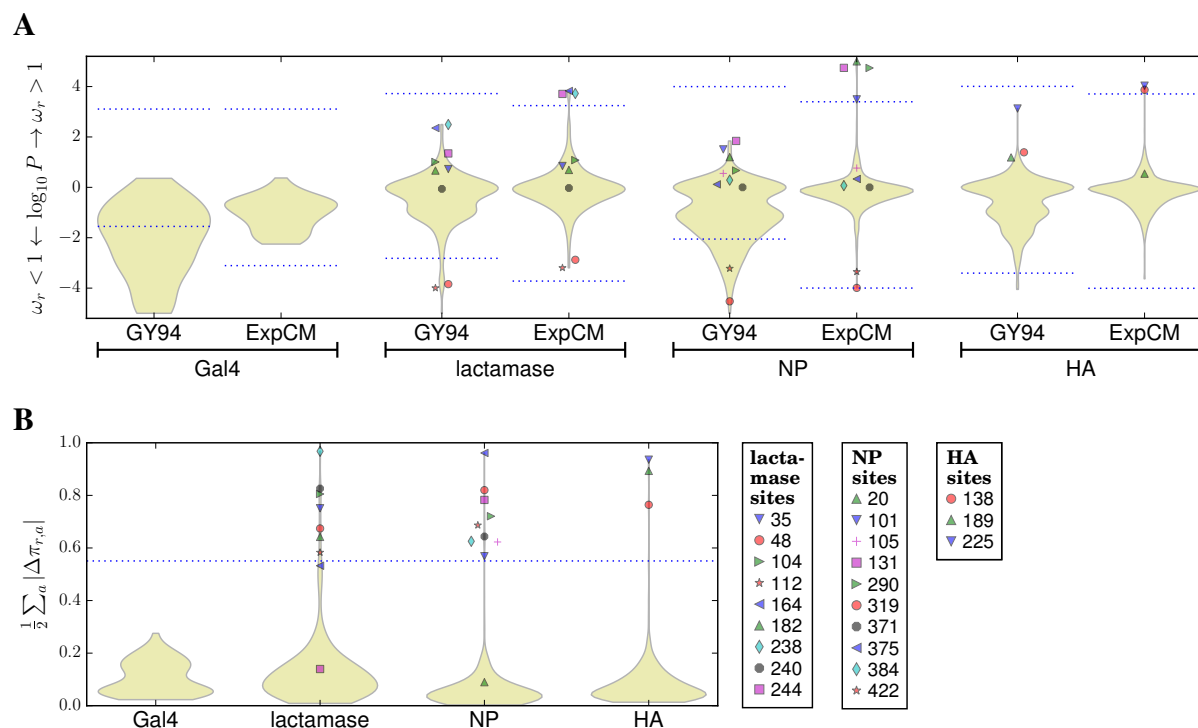 A
ω_r < 1 ← log₁₀ P → ω_r > 1
4
2
0
−2
−4
GY94 ExpCM GY94 ExpCM GY94 ExpCM GY94 ExpCM
Gal4 lactamase NP HA
B
½ ∑_a |Δπ_{r,a}|
1.0
0.8
0.6
0.4
0.2
0.0
Gal4 lactamase NP HA
lacta-
mase
sites
35
48
104
112
164
182
238
240
244
NP
sites
20
101
105
131
290
319
371
375
384
422
HA
sites
138
189
225